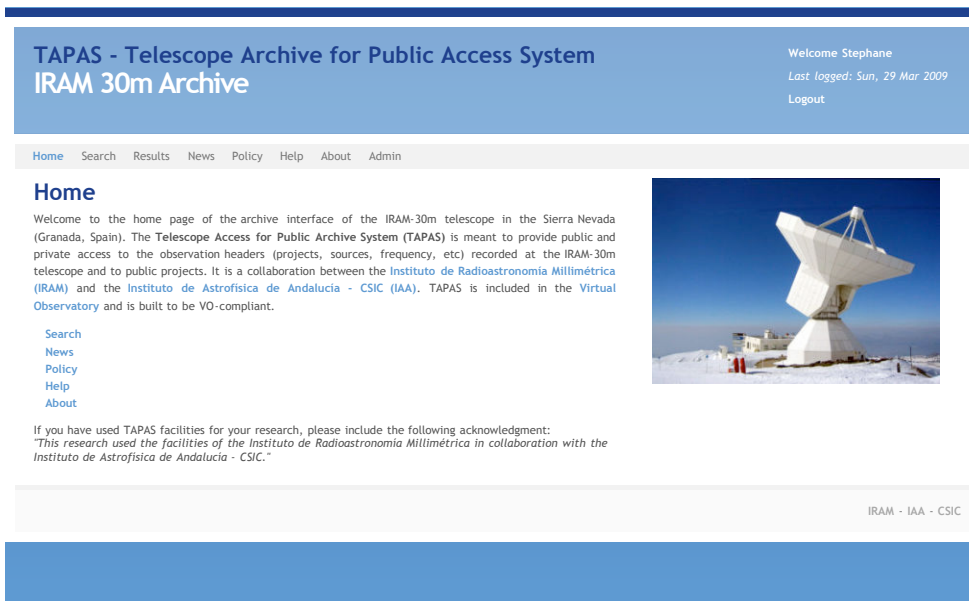 TAPAS - Telescope Archive for Public Access System
IRAM 30m Archive
Welcome Stephane
Last logged: Sun, 29 Mar 2009
Logout
Home Search Results News Policy Help About Admin
Home
Welcome to the home page of the archive interface of the IRAM-30m telescope in the Sierra Nevada
(Granada, Spain). The Telescope Access for Public Archive System (TAPAS) is meant to provide public and
private access to the observation headers (projects, sources, frequency, etc) recorded at the IRAM-30m
telescope and to public projects. It is a collaboration between the Instituto de Radioastronomia Millimétrica
(IRAM) and the Instituto de Astrofísica de Andalucia - CSIC (IAA). TAPAS is included in the Virtual
Observatory and is built to be VO-compliant.
Search
News
Policy
Help
About
If you have used TAPAS facilities for your research, please include the following acknowledgment:
"This research used the facilities of the Instituto de Radioastronomia Millimétrica in collaboration with the
Instituto de Astrofísica de Andalucia - CSIC."
IRAM - IAA - CSIC